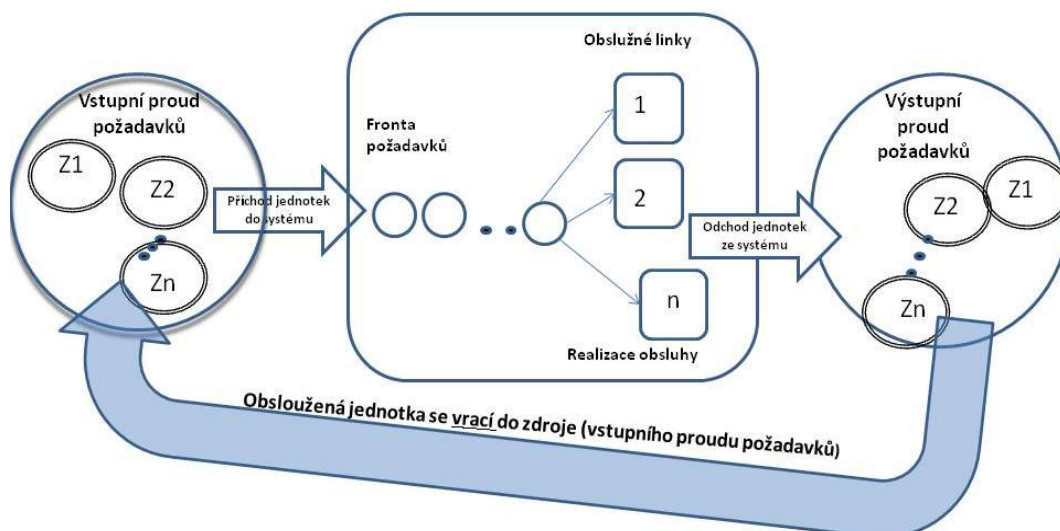 Vstupní proud
požadavků
Z1
Z2
Zn
Příchod jednotek
do systému
Fronta
požadavků
Obslužné linky
1
2
n
Realizace obsluhy
Odchod jednotek
ze systému
Výstupní
proud
požadavků
Z1
Z2
Zn
Obsloužená jednotka se vrací do zdroje (vstupního proudu požadavků)